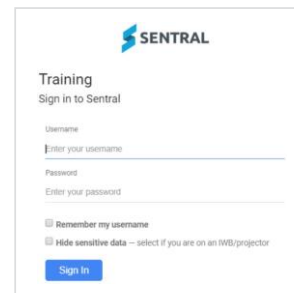 SENTRAL
Training
Sign in to Sentral
Username
Enter your username
Password
Enter your password
Remember my username
Hide sensitive data — select if you are on an IWB/projector
Sign In